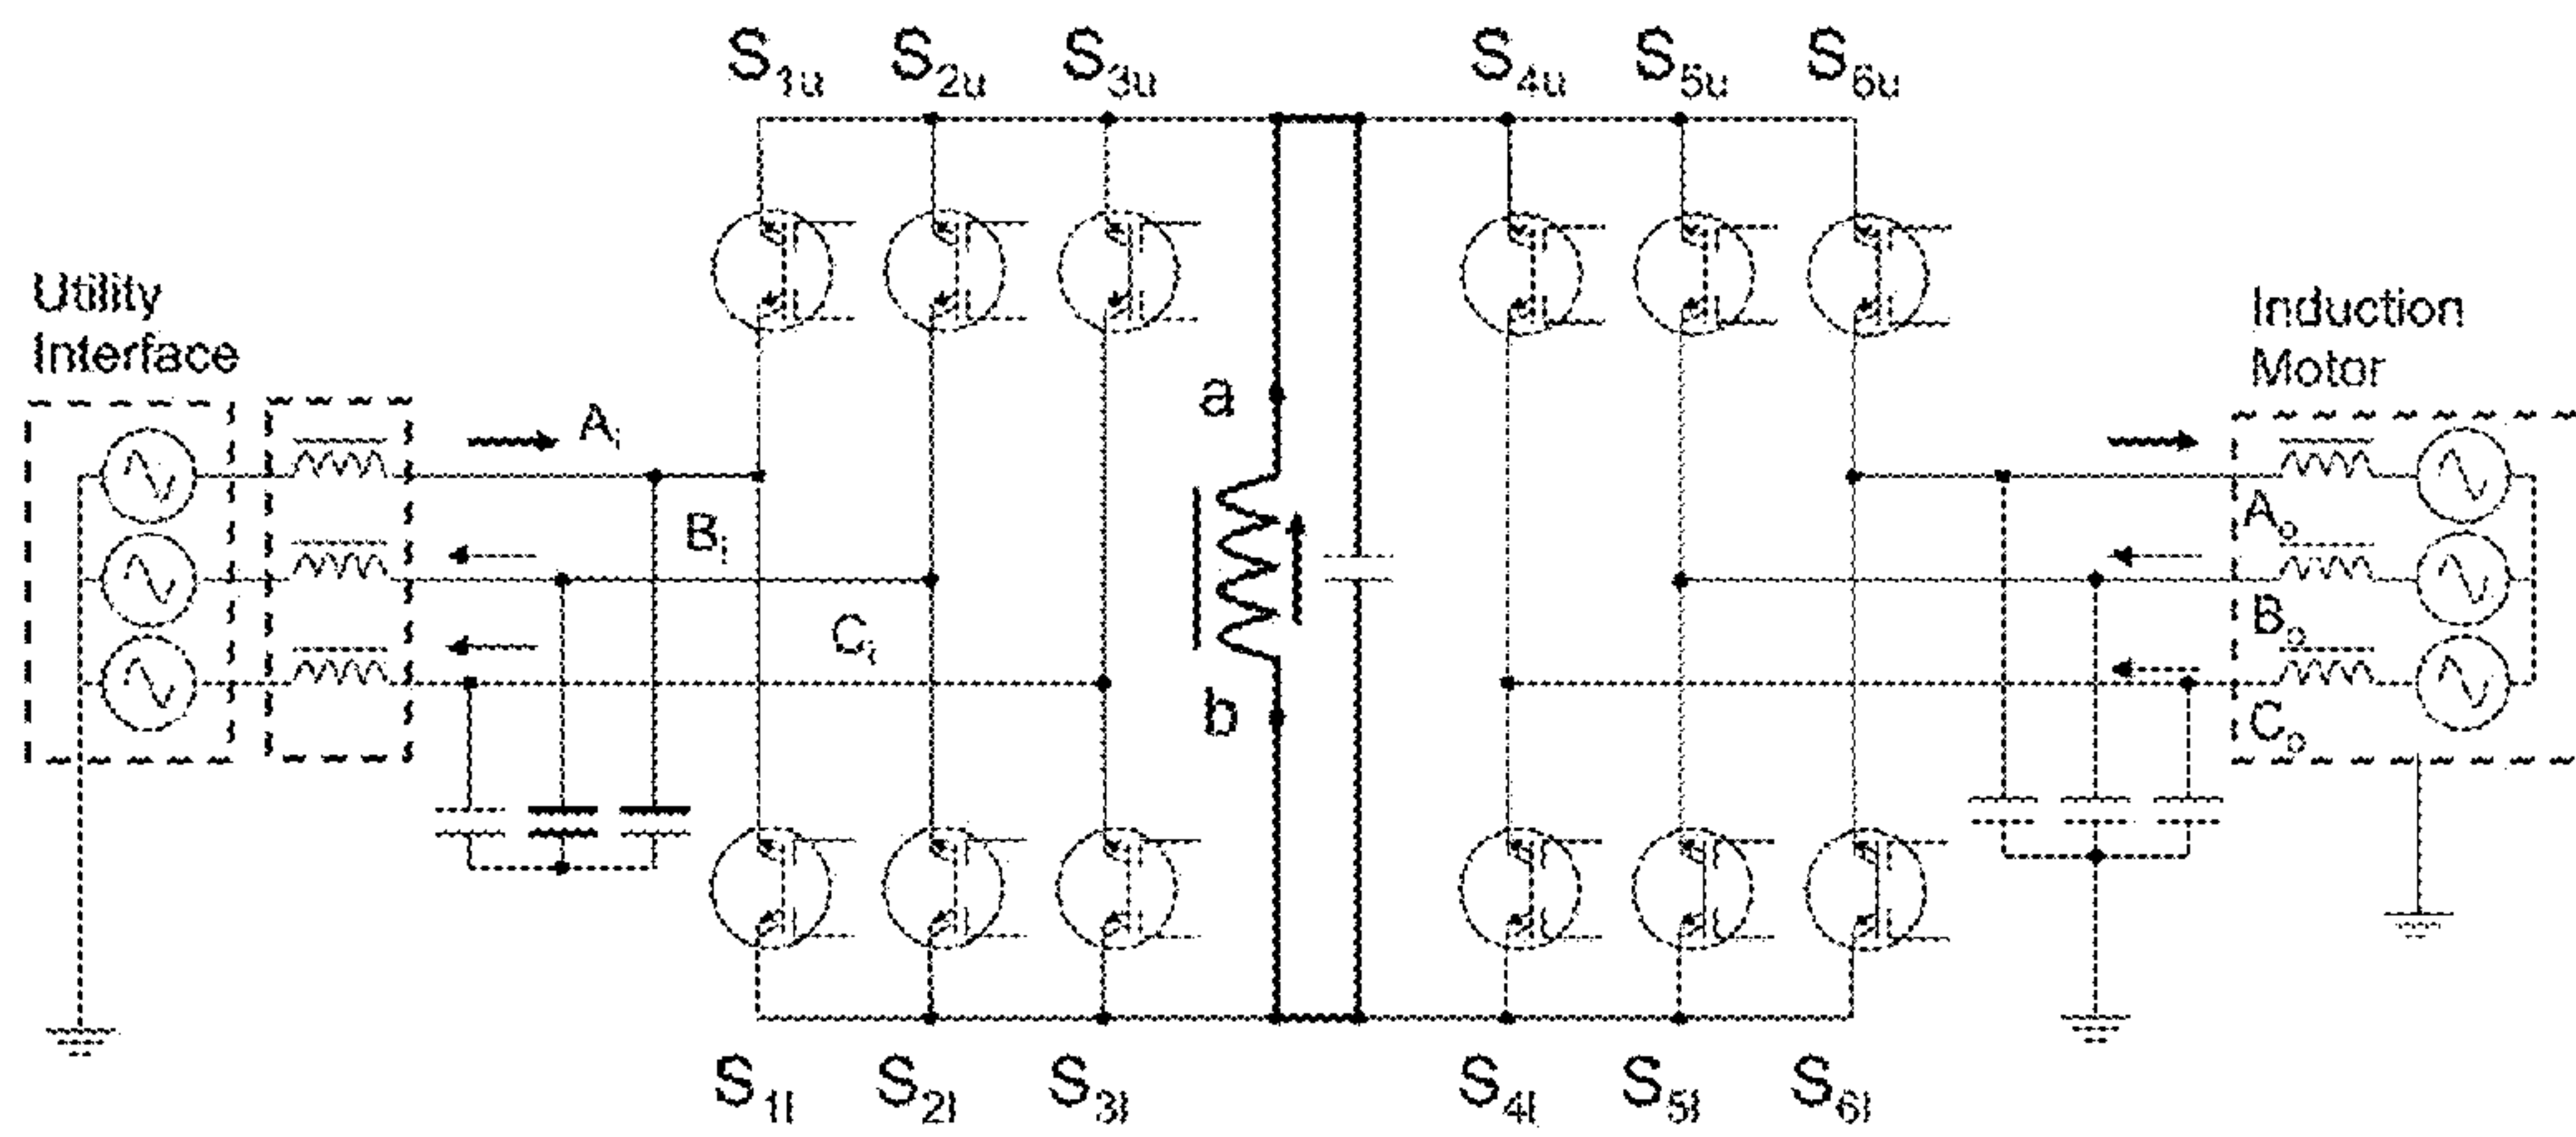 S1u S2u S3u S4u S5u S6u
Utility
Interface
Induction
Motor
a
Ai
Bi
Ci
b
Ao
Bo
Co
S1l S2l S3l S4l S5l S6l